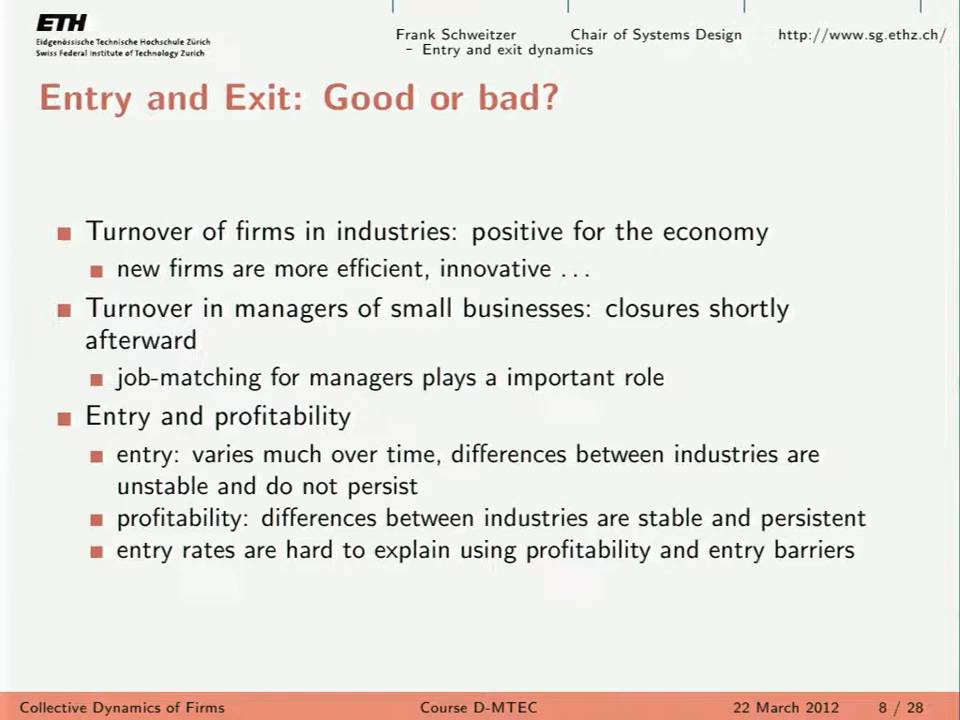 ETH
Eidgenössische Technische Hochschule Zürich
Swiss Federal Institute of Technology Zurich
Frank Schweitzer Chair of Systems Design http://www.sg.ethz.ch/
– Entry and exit dynamics
Entry and Exit: Good or bad?
Turnover of firms in industries: positive for the economy
new firms are more efficient, innovative . . .
Turnover in managers of small businesses: closures shortly
afterward
job-matching for managers plays a important role
Entry and profitability
entry: varies much over time, differences between industries are
unstable and do not persist
profitability: differences between industries are stable and persistent
entry rates are hard to explain using profitability and entry barriers
Collective Dynamics of Firms Course D-MTEC 22 March 2012 8 / 28